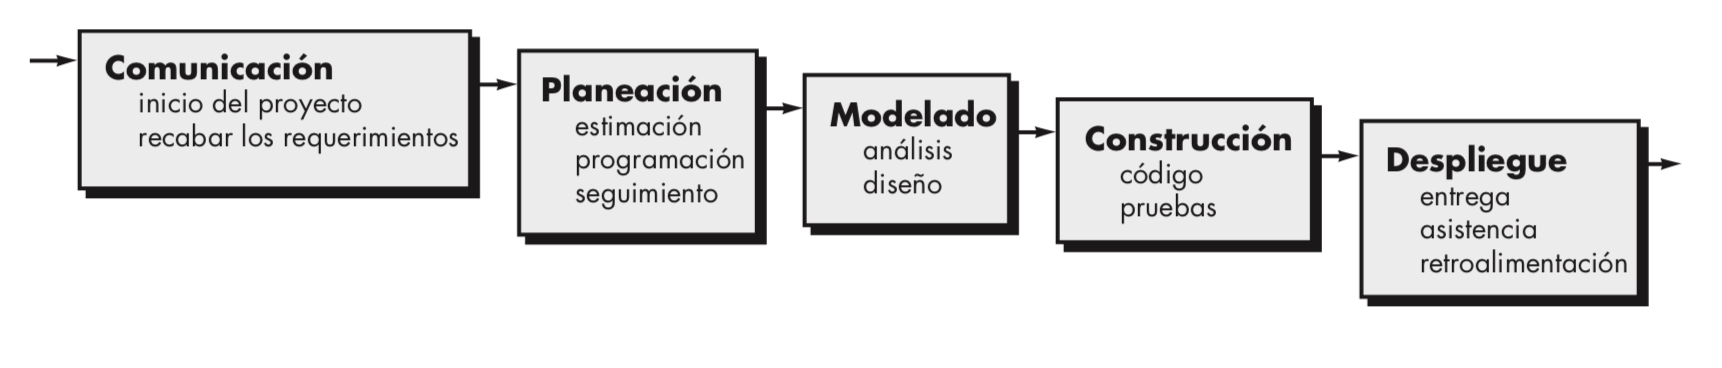 Comunicación
inicio del proyecto
recabar los requerimientos
Planeación
estimación
programación
seguimiento
Modelado
análisis
diseño
Construcción
código
pruebas
Despliegue
entrega
asistencia
retroalimentación